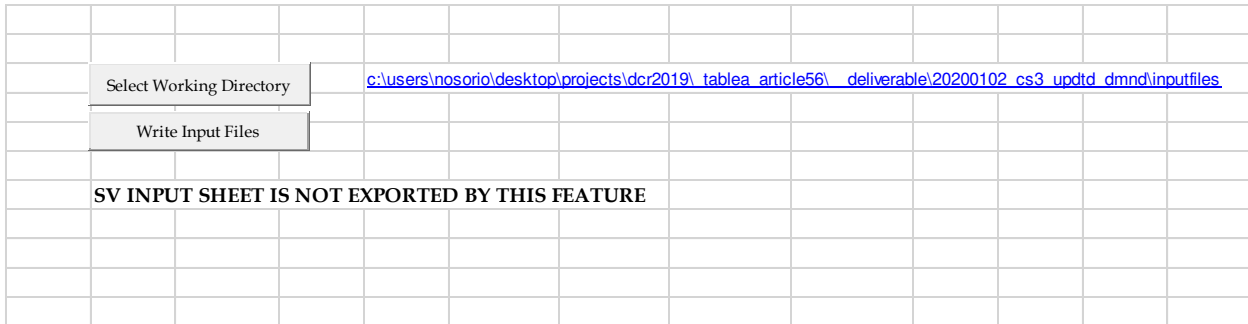 Select Working Directory
c:\users\nosorio\desktop\projects\dcr2019\_tablea_article56\__deliverable\20200102_cs3_updtd_dmnd\inputfiles
Write Input Files
SV INPUT SHEET IS NOT EXPORTED BY THIS FEATURE